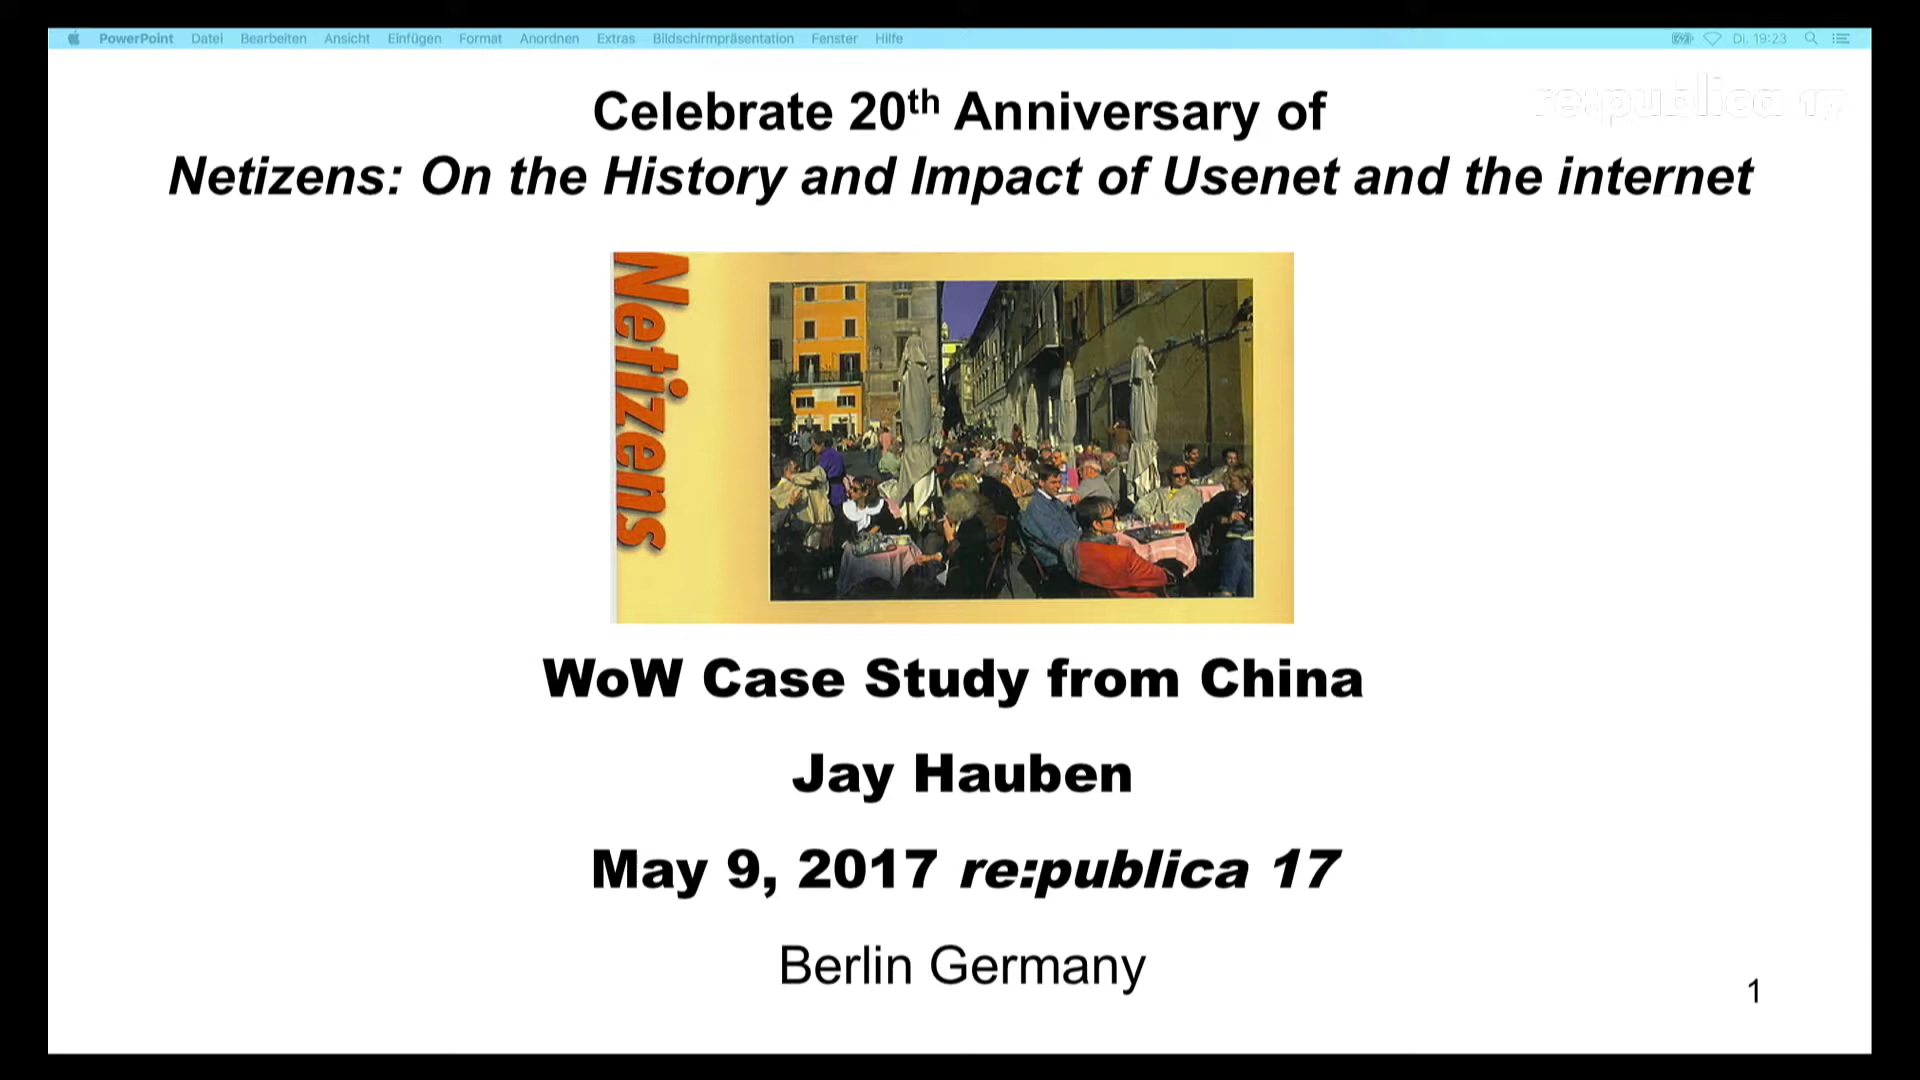 PowerPoint Datei Bearbeiten Ansicht Einfügen Format Anordnen Extras Bildschirmpräsentation Fenster Hilfe Di. 19:23
re:publica 17
Celebrate 20th Anniversary of
Netizens: On the History and Impact of Usenet and the internet
Netizens
WoW Case Study from China
Jay Hauben
May 9, 2017 re:publica 17
Berlin Germany
1